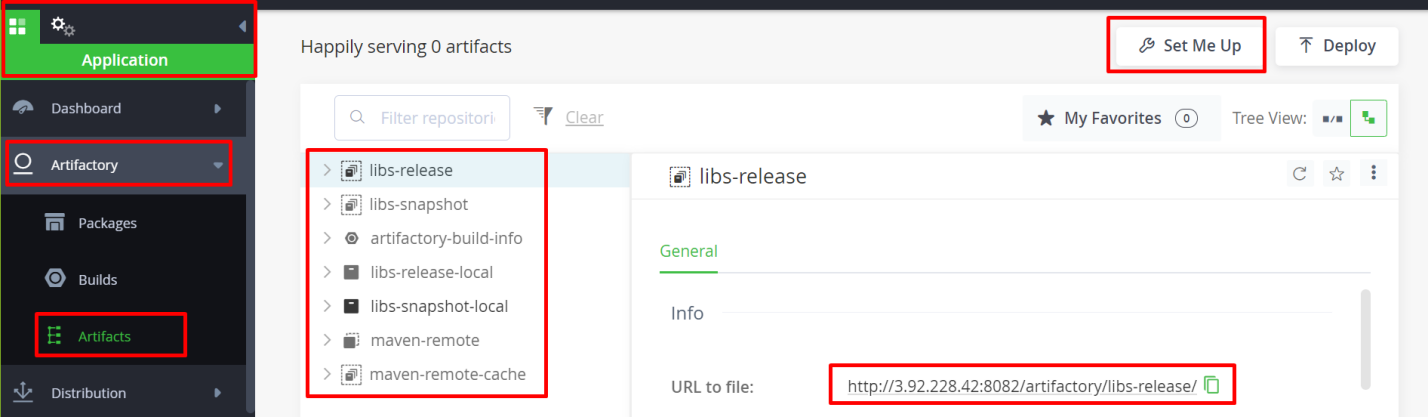 Application
Dashboard
Artifactory
Packages
Builds
Artifacts
Distribution
Happily serving 0 artifacts
Set Me Up
Deploy
Filter repositori
Clear
My Favorites 0
Tree View:
libs-release
libs-snapshot
artifactory-build-info
libs-release-local
libs-snapshot-local
maven-remote
maven-remote-cache
libs-release
General
Info
URL to file: http://3.92.228.42:8082/artifactory/libs-release/